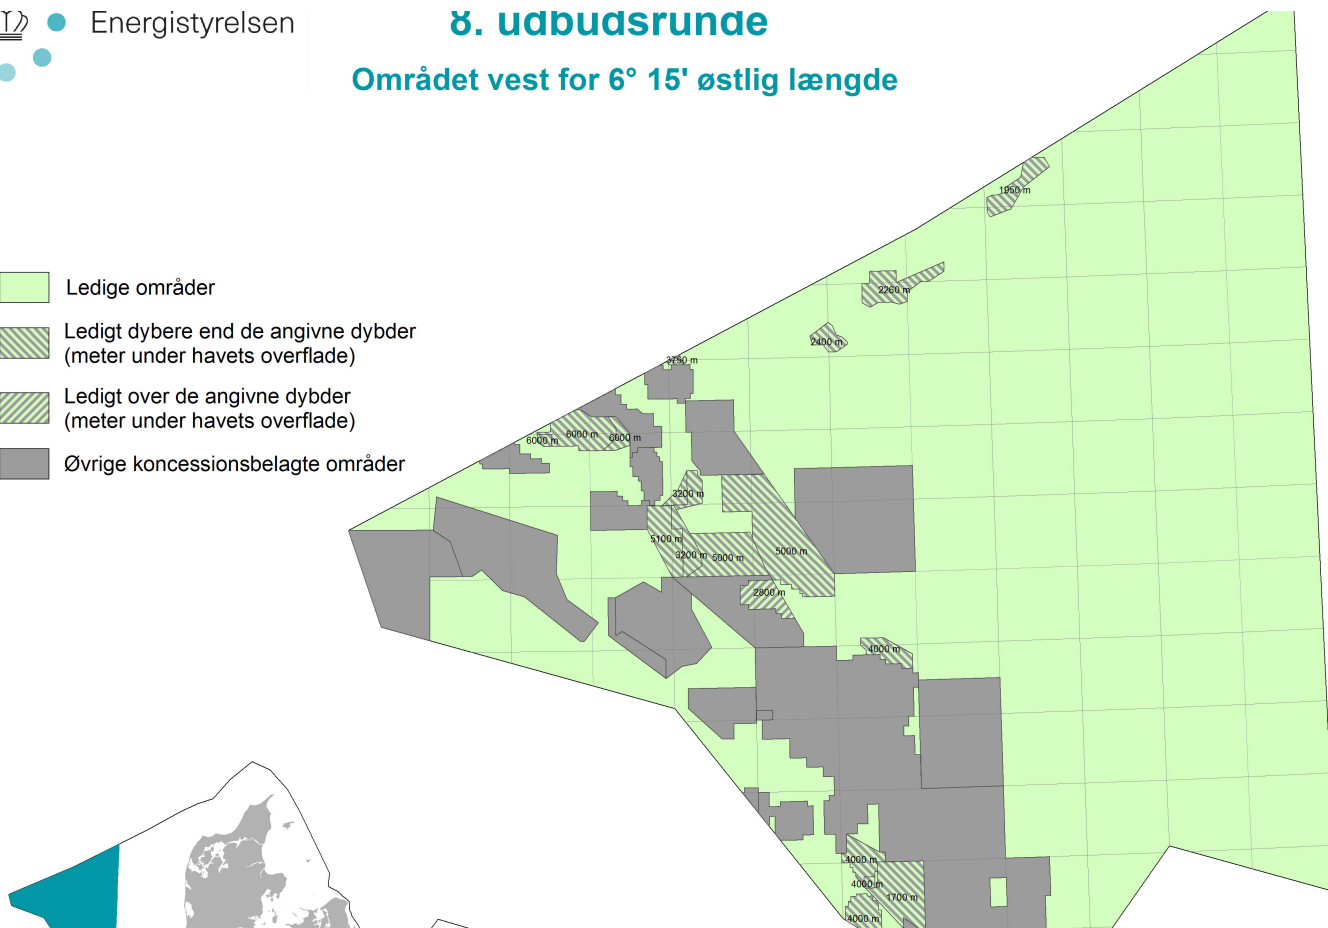 Energistyrelsen
8. udbudsrunde
Området vest for 6° 15' østlig længde
Ledige områder
Ledigt dybere end de angivne dybder
(meter under havets overflade)
Ledigt over de angivne dybder
(meter under havets overflade)
Øvrige koncessionsbelagte områder
1950 m
2260 m
2400 m
3750 m
6000 m
6000 m
6000 m
3200 m
5100 m
3200 m
5000 m
5000 m
2800 m
4000 m
4000 m
4000 m
1700 m
4000 m